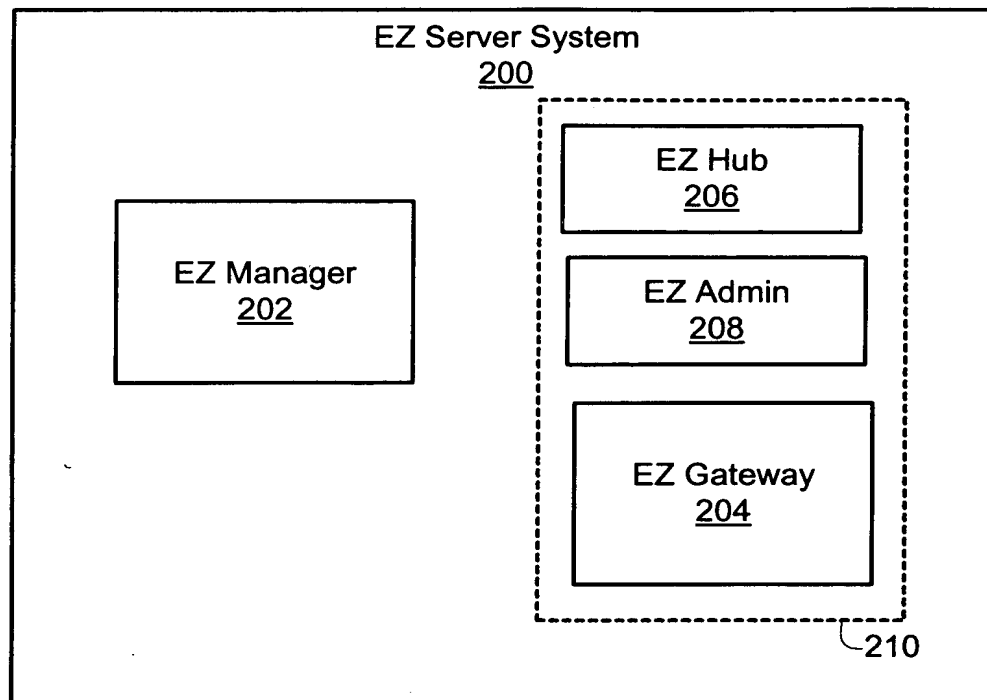 EZ Server System
200
EZ Hub
206
EZ Manager
202
EZ Admin
208
EZ Gateway
204
210